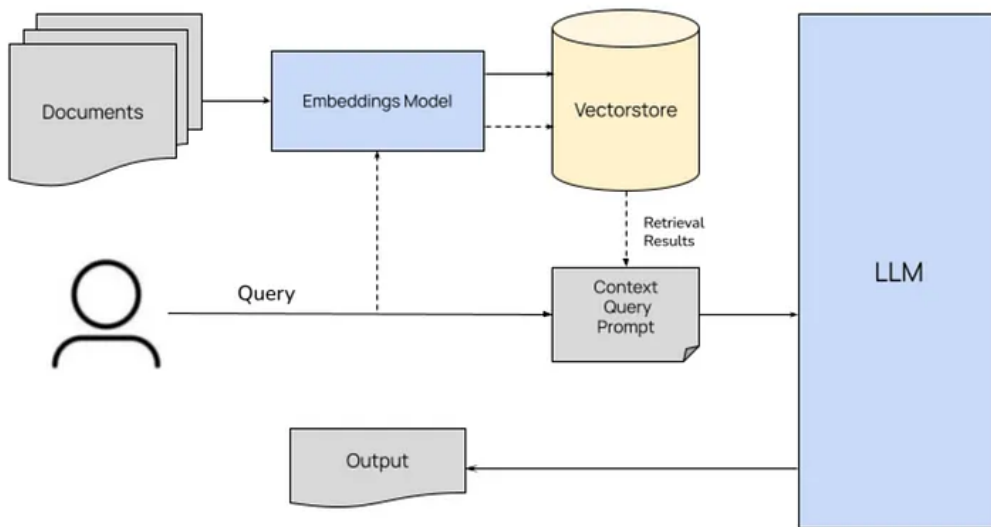 Documents
Embeddings Model
Vectorstore
Retrieval
Results
Query
Context
Query
Prompt
LLM
Output